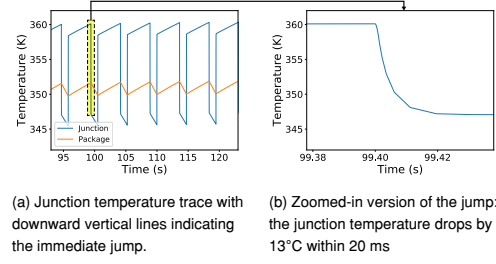 360
355
350
345
Temperature (K)
Junction
Package
95 100 105 110 115 120
Time (s)
360
355
350
345
Temperature (K)
99.38 99.40 99.42
Time (s)
(a) Junction temperature trace with
downward vertical lines indicating
the immediate jump.
(b) Zoomed-in version of the jump:
the junction temperature drops by
13°C within 20 ms